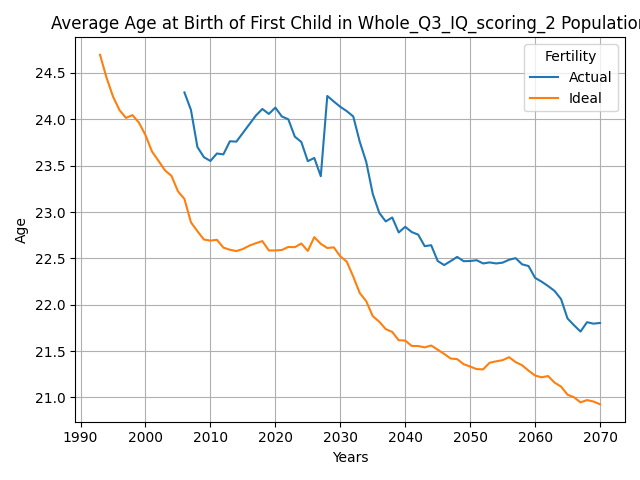 Average Age at Birth of First Child in Whole_Q3_IQ_scoring_2 Population
Fertility
Actual
Ideal
24.5
24.0
23.5
23.0
22.5
22.0
21.5
21.0
Age
1990 2000 2010 2020 2030 2040 2050 2060 2070
Years